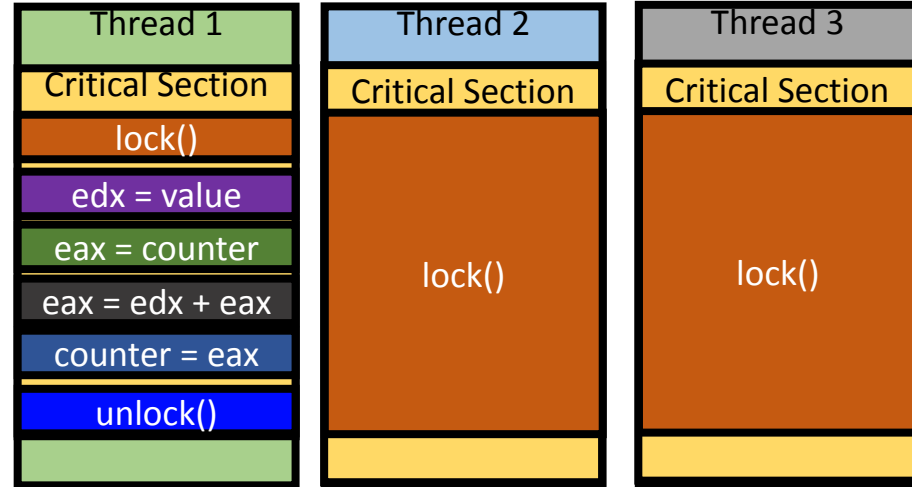 Thread 1
Critical Section
lock()
edx = value
eax = counter
eax = edx + eax
counter = eax
unlock()
Thread 2
Critical Section
lock()
Thread 3
Critical Section
lock()